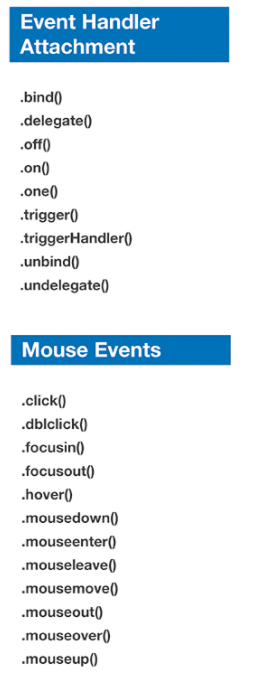 Event Handler
Attachment
.bind()
.delegate()
.off()
.on()
.one()
.trigger()
.triggerHandler()
.unbind()
.undelegate()
Mouse Events
.click()
.dblclick()
.focusin()
.focusout()
.hover()
.mousedown()
.mouseenter()
.mouseleave()
.mousemove()
.mouseout()
.mouseover()
.mouseup()